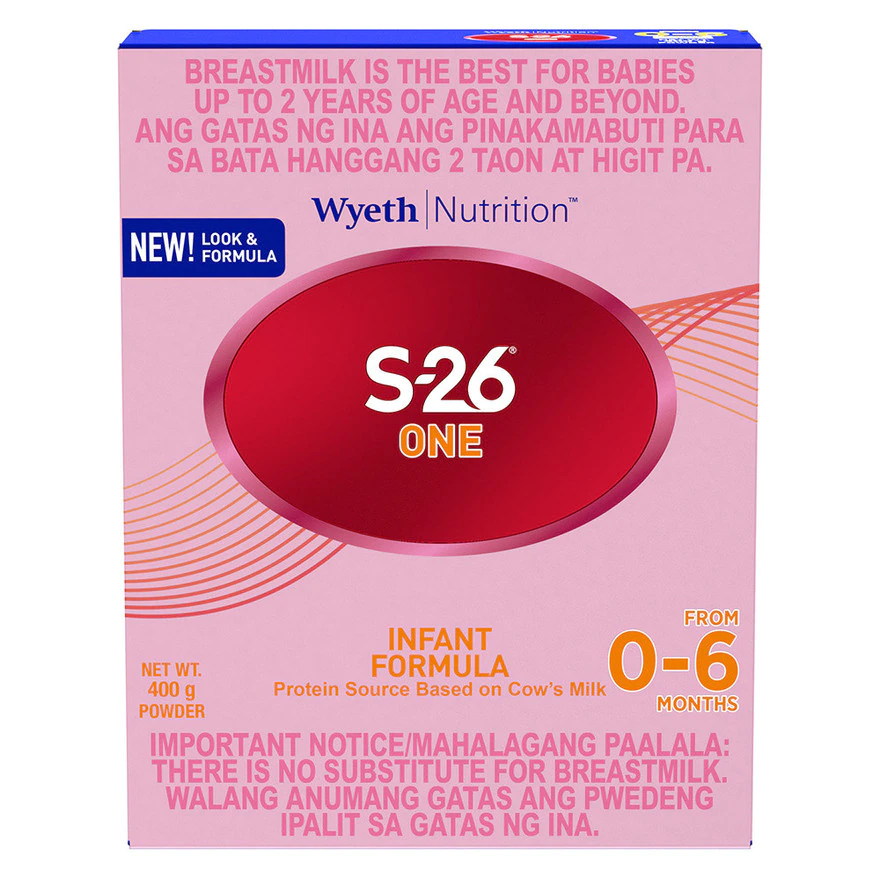 BREASTMILK IS THE BEST FOR BABIES
UP TO 2 YEARS OF AGE AND BEYOND.
ANG GATAS NG INA ANG PINAKAMABUTI PARA
SA BATA HANGGANG 2 TAON AT HIGIT PA.
Wyeth | Nutrition™
NEW! LOOK &
FORMULA
S-26®
ONE
INFANT
FORMULA
Protein Source Based on Cow's Milk
FROM
0-6
MONTHS
NET WT.
400 g
POWDER
IMPORTANT NOTICE/MAHALAGANG PAALALA:
THERE IS NO SUBSTITUTE FOR BREASTMILK.
WALANG ANUMANG GATAS ANG PWEDENG
IPALIT SA GATAS NG INA.